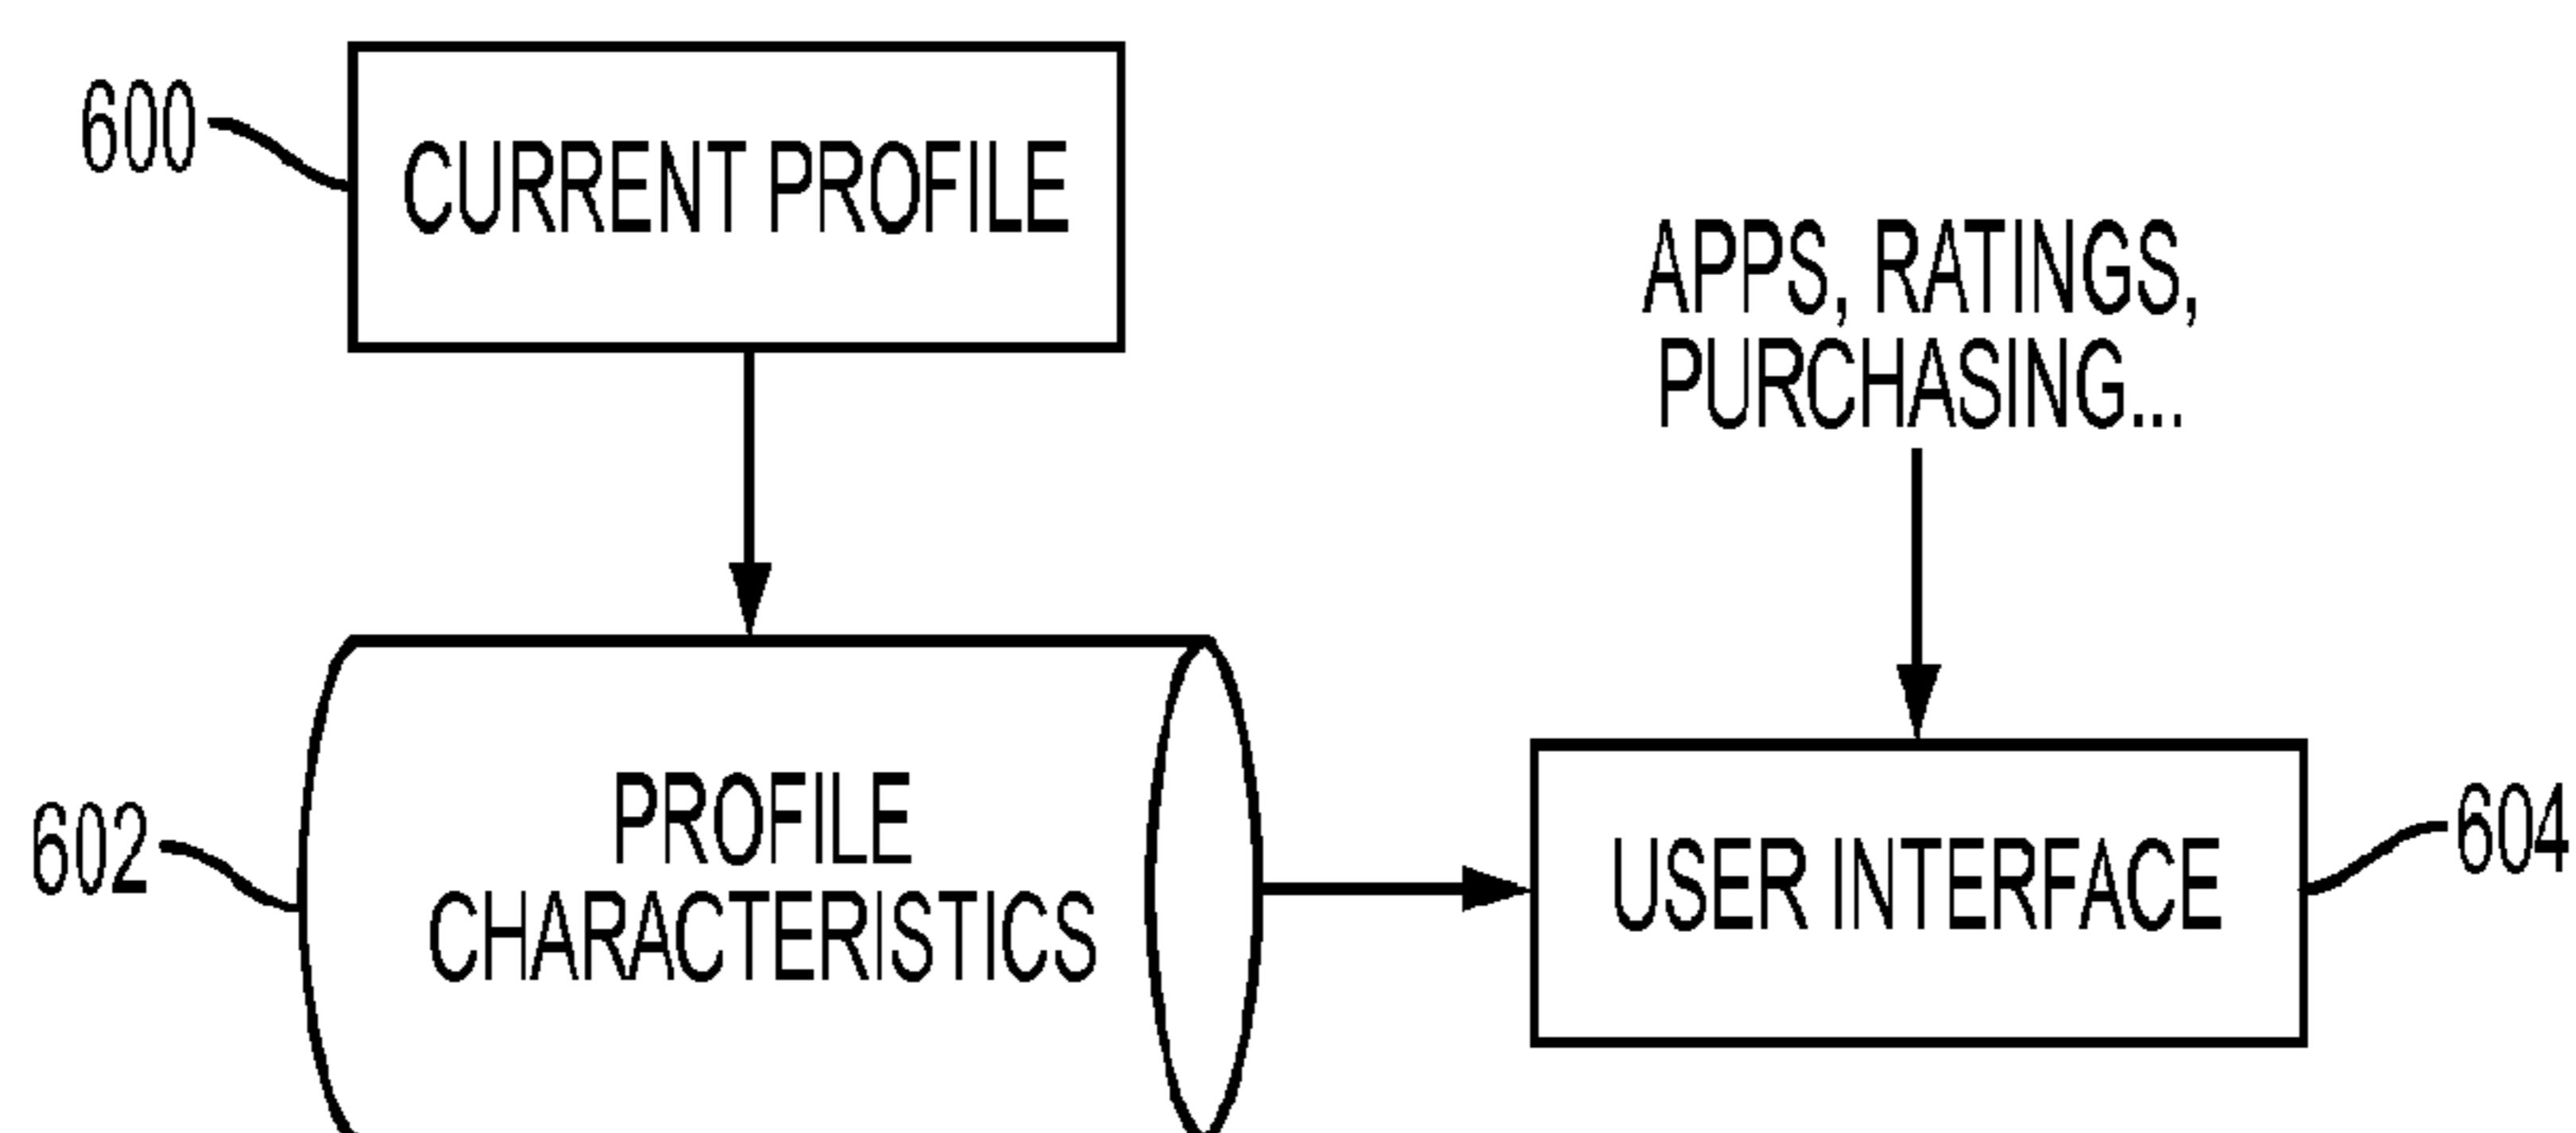 600
CURRENT PROFILE
APPS, RATINGS,
PURCHASING...
602
PROFILE
CHARACTERISTICS
USER INTERFACE
604